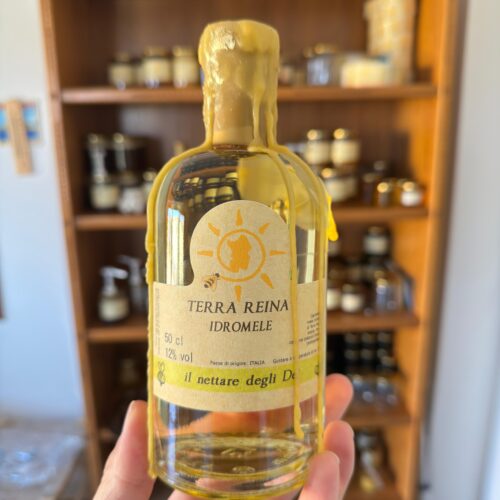 TERRA REINA
IDROMELE
50 cl
12% vol
Paese di origine: ITALIA
il nettare degli De